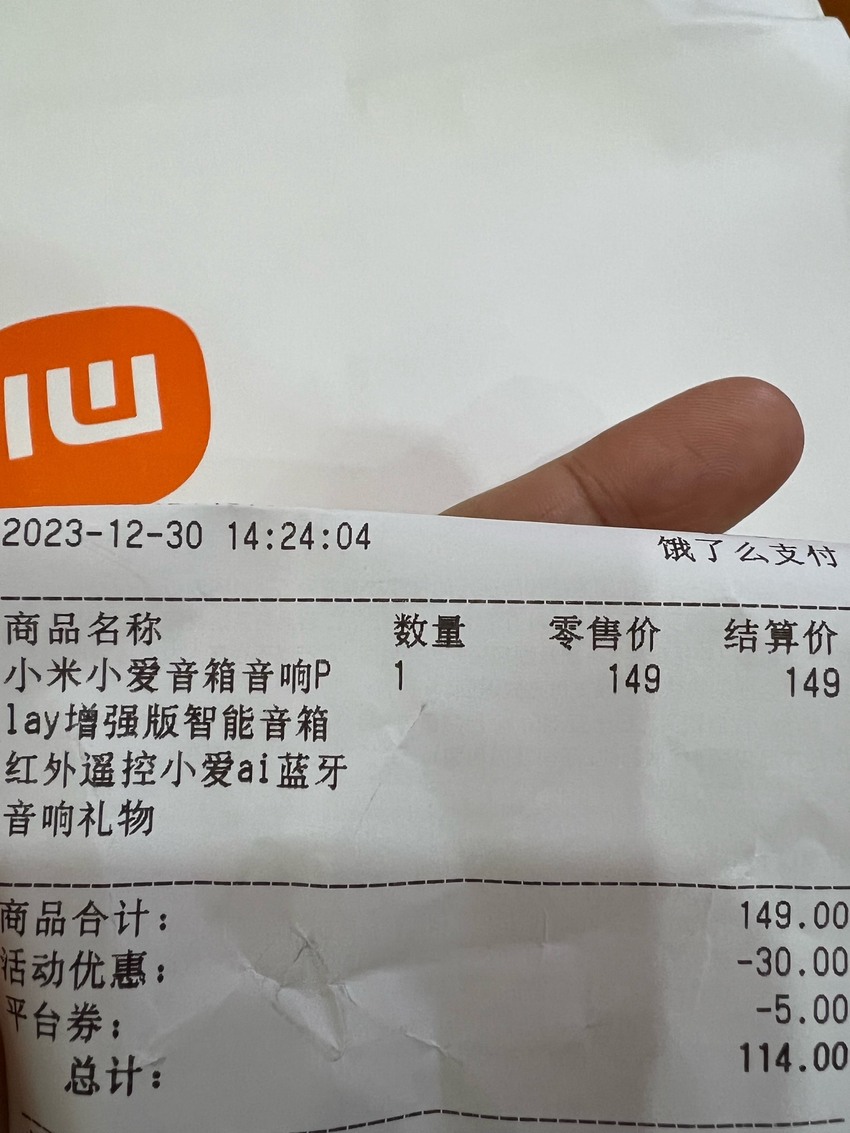 2023-12-30 14:24:04 饿了么支付
商品名称 数量 零售价 结算价
小米小爱音箱音响P 1 149 149
lay增强版智能音箱
红外遥控小爱ai蓝牙
音响礼物
商品合计: 149.00
活动优惠: -30.00
平台券: -5.00
总计: 114.00